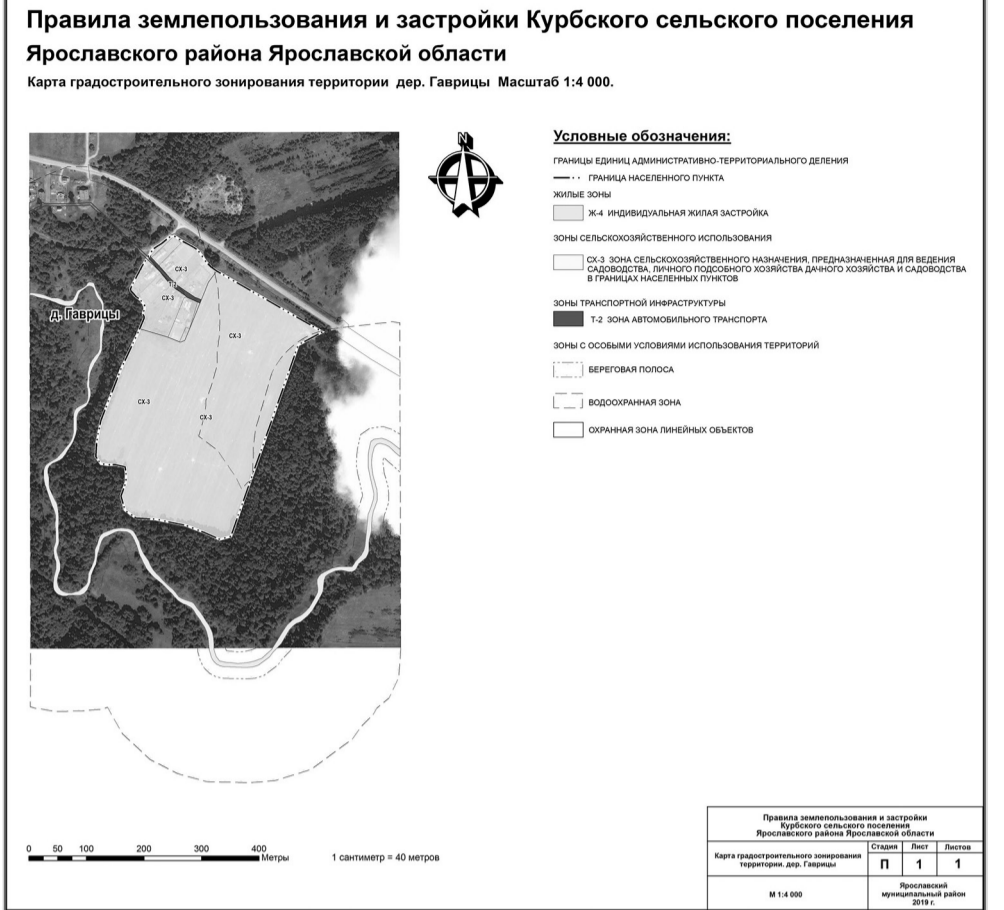 Правила землепользования и застройки Курбского сельского поселения
Ярославского района Ярославской области
Карта градостроительного зонирования территории дер. Гаврицы Масштаб 1:4 000.
N
СХ-3
Т-2
СХ-3
д. Гаврицы
СХ-3
СХ-3
СХ-3
Условные обозначения:
ГРАНИЦЫ ЕДИНИЦ АДМИНИСТРАТИВНО-ТЕРРИТОРИАЛЬНОГО ДЕЛЕНИЯ
ГРАНИЦА НАСЕЛЕННОГО ПУНКТА
ЖИЛЫЕ ЗОНЫ
Ж-4 ИНДИВИДУАЛЬНАЯ ЖИЛАЯ ЗАСТРОЙКА
ЗОНЫ СЕЛЬСКОХОЗЯЙСТВЕННОГО ИСПОЛЬЗОВАНИЯ
СХ-3 ЗОНА СЕЛЬСКОХОЗЯЙСТВЕННОГО НАЗНАЧЕНИЯ, ПРЕДНАЗНАЧЕННАЯ ДЛЯ ВЕДЕНИЯ
САДОВОДСТВА, ЛИЧНОГО ПОДСОБНОГО ХОЗЯЙСТВА ДАЧНОГО ХОЗЯЙСТВА И САДОВОДСТВА
В ГРАНИЦАХ НАСЕЛЕННЫХ ПУНКТОВ
ЗОНЫ ТРАНСПОРТНОЙ ИНФРАСТРУКТУРЫ
Т-2 ЗОНА АВТОМОБИЛЬНОГО ТРАНСПОРТА
ЗОНЫ С ОСОБЫМИ УСЛОВИЯМИ ИСПОЛЬЗОВАНИЯ ТЕРРИТОРИЙ
БЕРЕГОВАЯ ПОЛОСА
ВОДООХРАННАЯ ЗОНА
ОХРАННАЯ ЗОНА ЛИНЕЙНЫХ ОБЪЕКТОВ
0 50 100 200 300 400
Метры
1 сантиметр = 40 метров
Правила землепользования и застройки
Курбского сельского поселения
Ярославского района Ярославской области
Карта градостроительного зонирования
территории. дер. Гаврицы
Стадия Лист Листов
П 1 1
М 1:4 000
Ярославский
муниципальный район
2019 г.